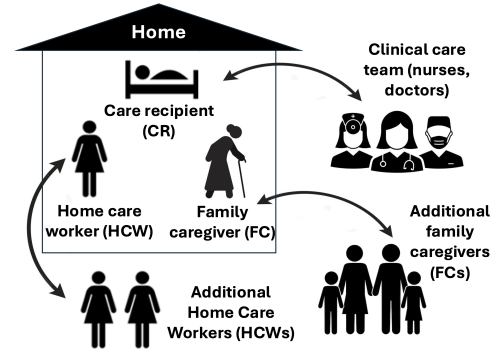 Home
Clinical care
team (nurses,
doctors)
Care recipient
(CR)
Home care
worker (HCW)
Family
caregiver (FC)
Additional
family
caregivers
(FCs)
Additional
Home Care
Workers (HCWs)